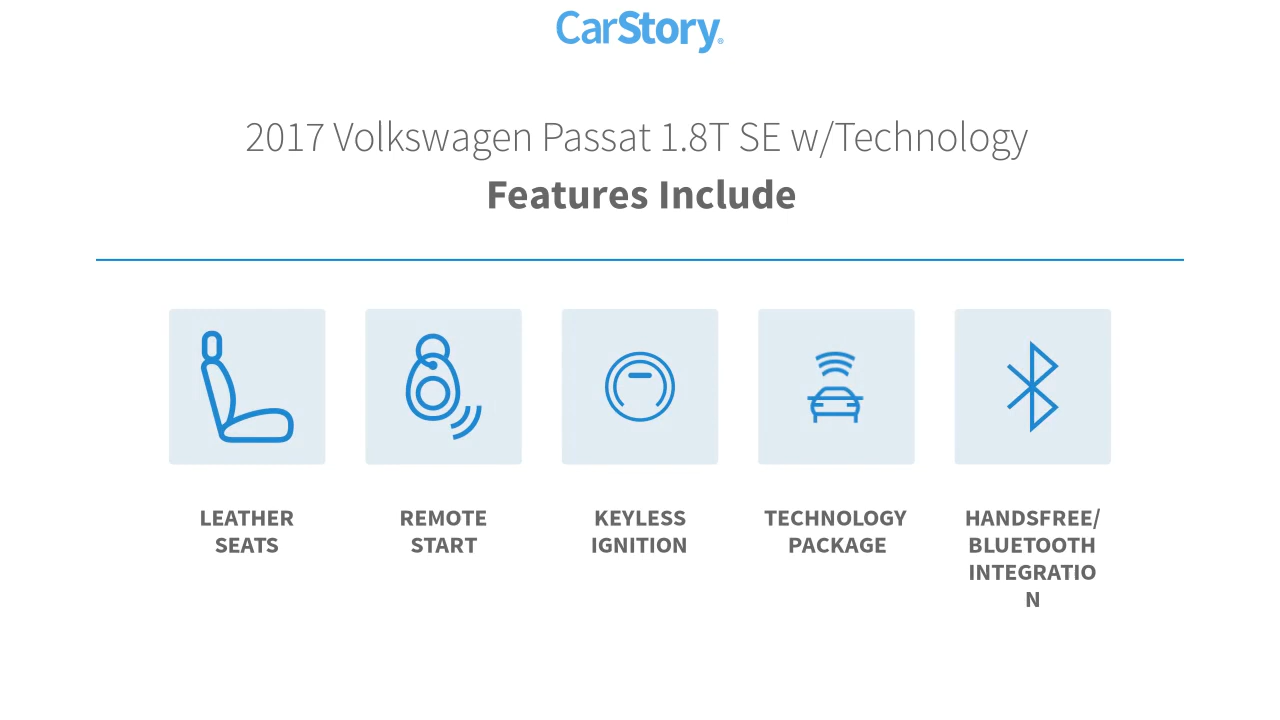 CarStory®
2017 Volkswagen Passat 1.8T SE w/Technology
Features Include
LEATHER
SEATS
REMOTE
START
KEYLESS
IGNITION
TECHNOLOGY
PACKAGE
HANDSFREE/
BLUETOOTH
INTEGRATIO
N